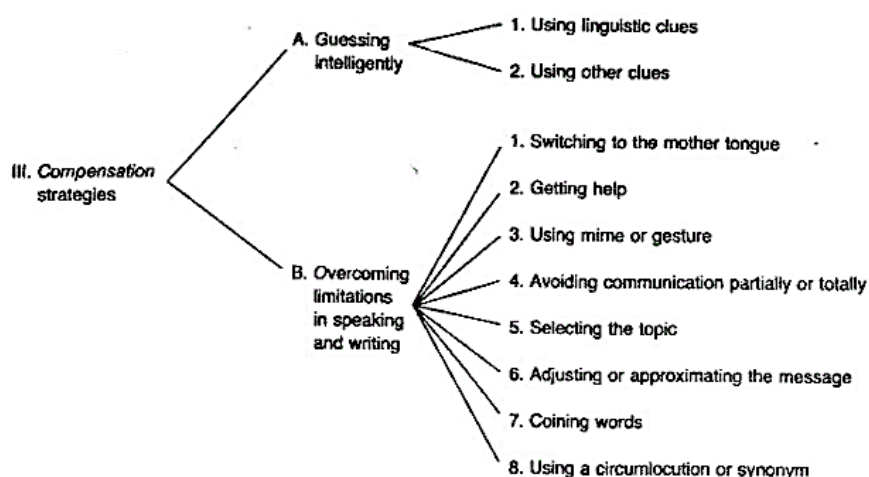 III. Compensation
strategies
A. Guessing
intelligently
1. Using linguistic clues
2. Using other clues
B. Overcoming
limitations
in speaking
and writing
1. Switching to the mother tongue
2. Getting help
3. Using mime or gesture
4. Avoiding communication partially or totally
5. Selecting the topic
6. Adjusting or approximating the message
7. Coining words
8. Using a circumlocution or synonym